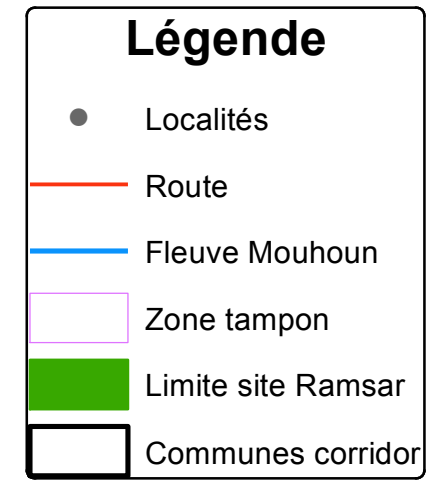 Légende
Localités
Route
Fleuve Mouhoun
Zone tampon
Limite site Ramsar
Communes corridor